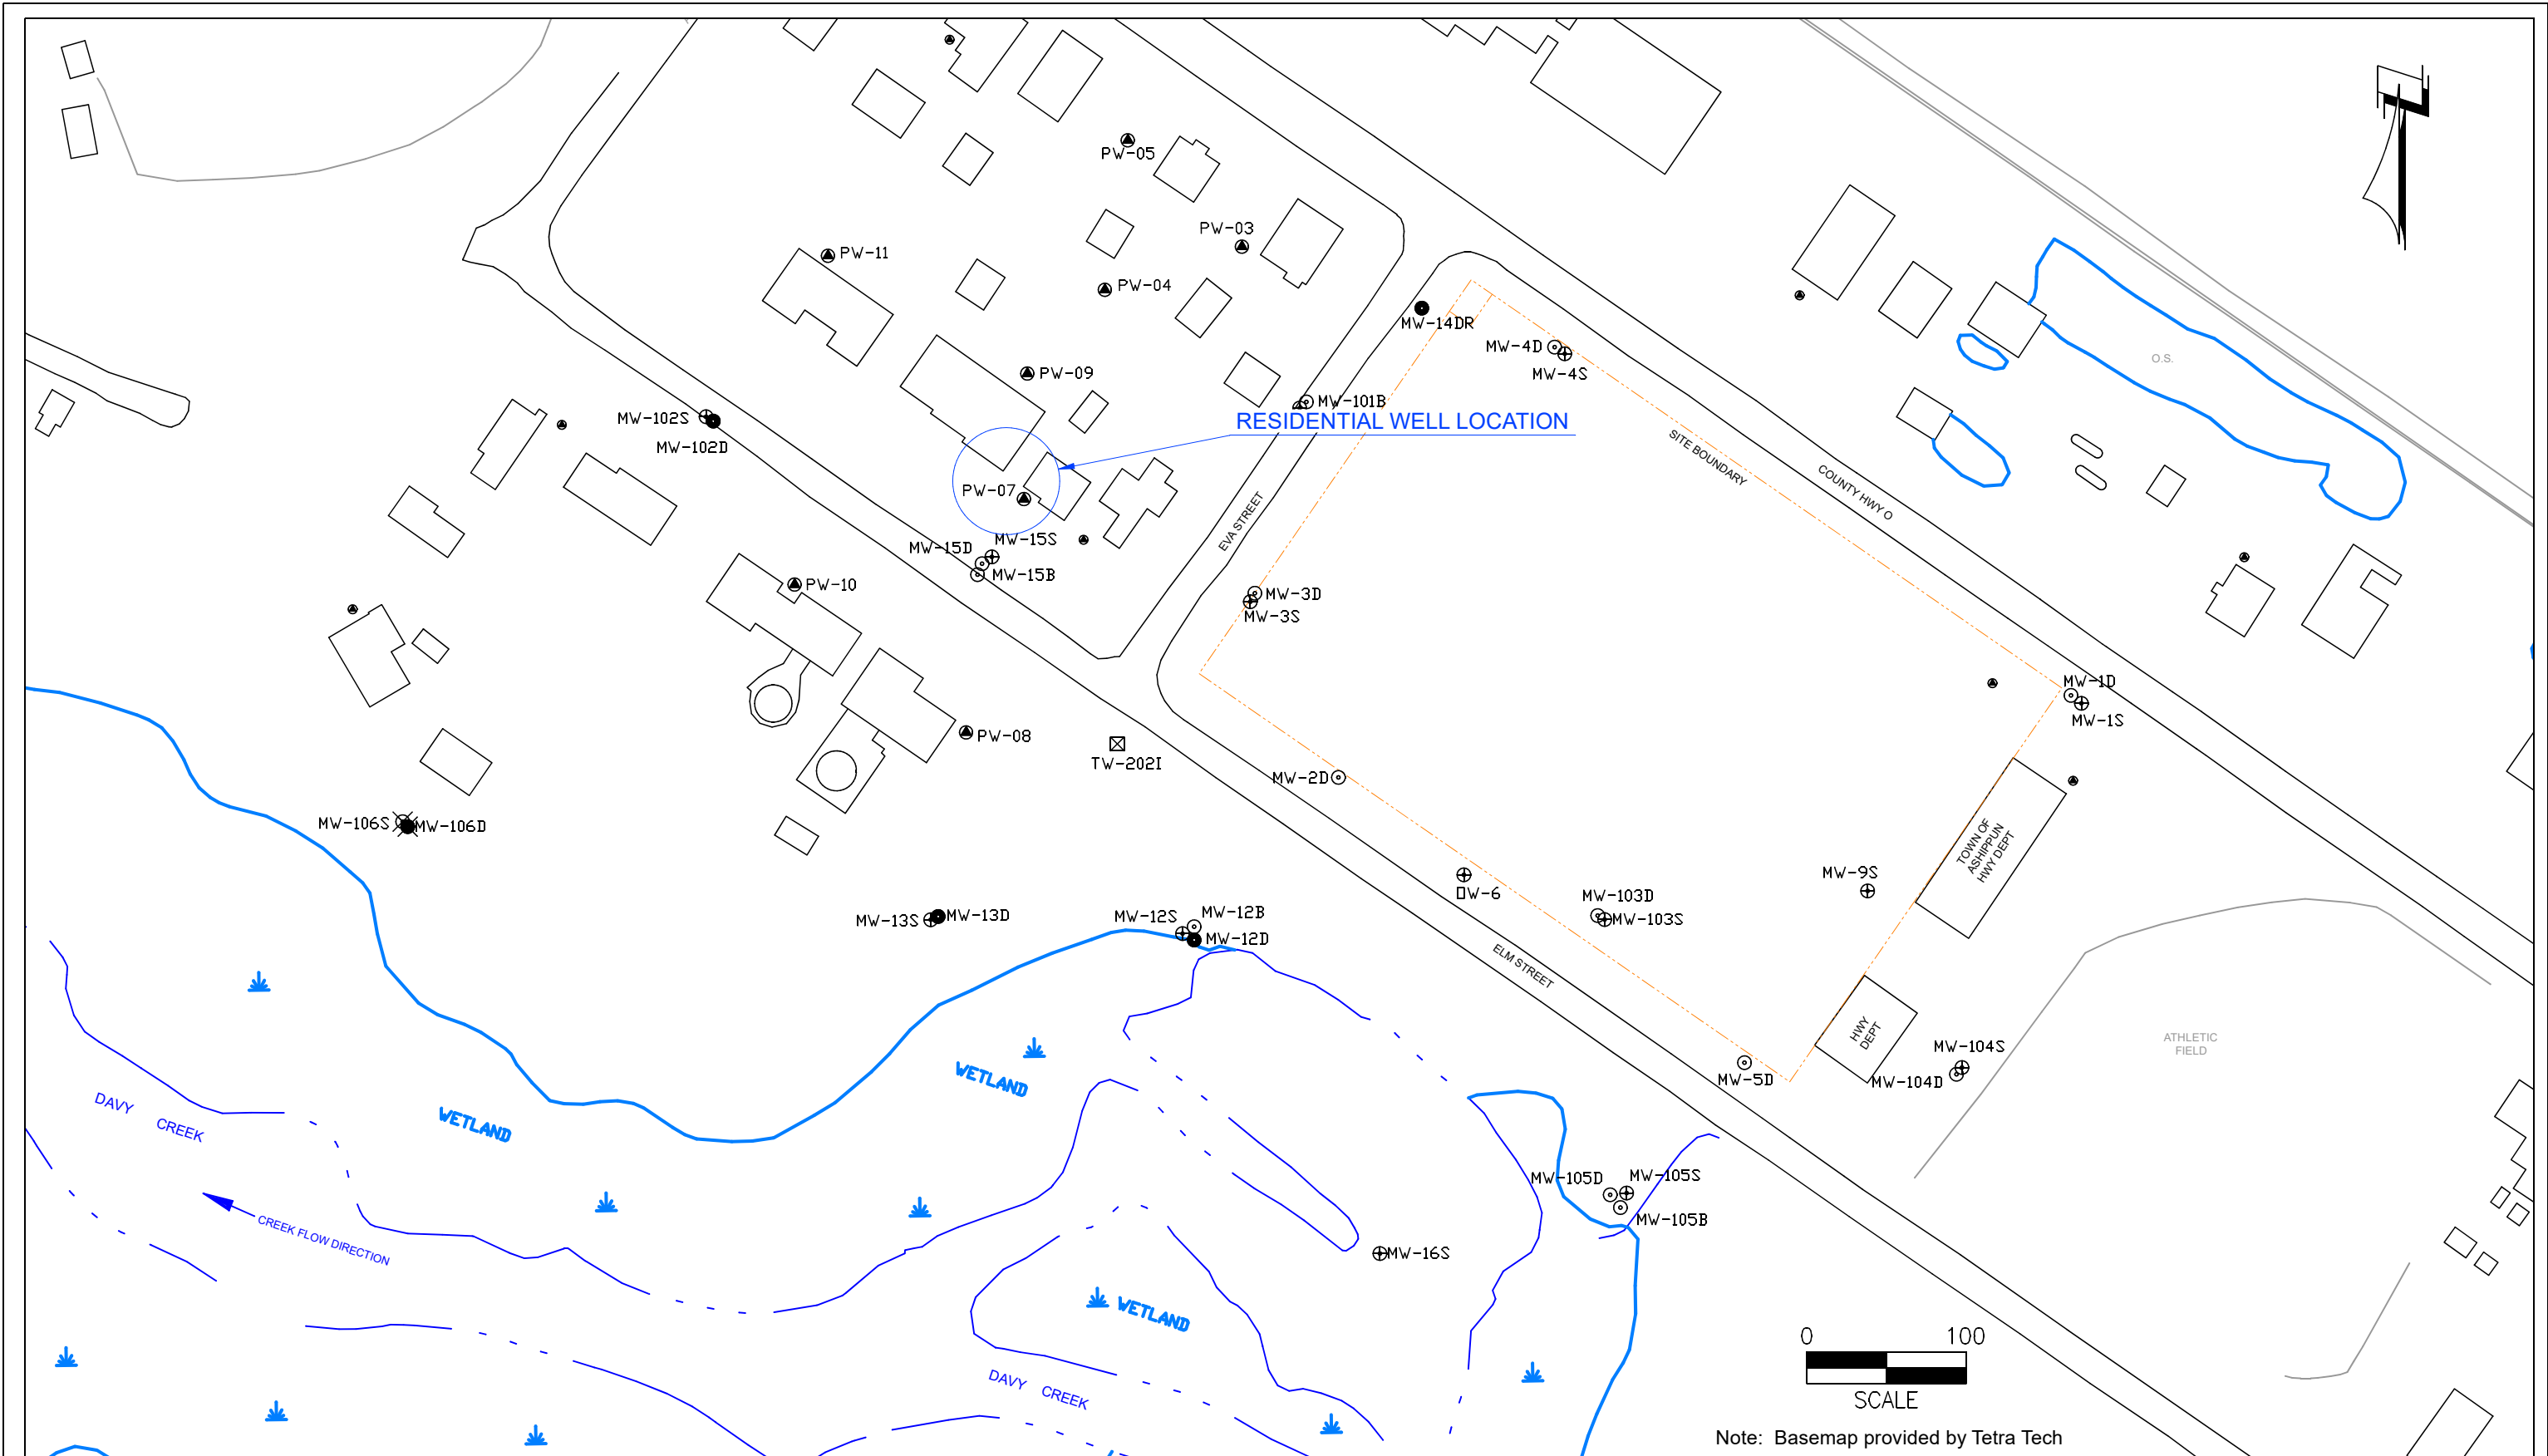 PW-05
PW-03
PW-11
PW-04
MW-14DR
MW-4D
MW-4S
O.S.
PW-09
MW-101B
RESIDENTIAL WELL LOCATION
MW-102S
MW-102D
SITE BOUNDARY
COUNTY HWY O
PW-07
EVA STREET
MW-15D
MW-15S
MW-15B
PW-10
MW-3D
MW-3S
MW-1D
MW-1S
PW-08
TW-202I
MW-2D
MW-106S
MW-106D
TOWN OF
ASHIPPUN
HWY DEPT
MW-9S
W-6
MW-103D
MW-103S
MW-13S
MW-13D
MW-12S
MW-12B
MW-12D
ELM STREET
HWY
DEPT
ATHLETIC
FIELD
MW-104S
MW-104D
MW-5D
WETLAND
DAVY CREEK
WETLAND
MW-105D
MW-105S
MW-105B
CREEK FLOW DIRECTION
MW-16S
WETLAND
DAVY CREEK
0 100
SCALE
Note: Basemap provided by Tetra Tech